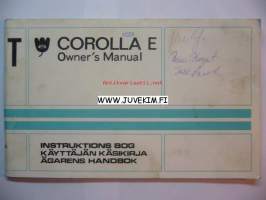 T COROLLA E
Owner's Manual
WWW.JUVEKIM.FI
INSTRUKTIONS BOG
KÄYTTÄJÄN KÄSIKIRJA
ÄGARENS HANDBOK